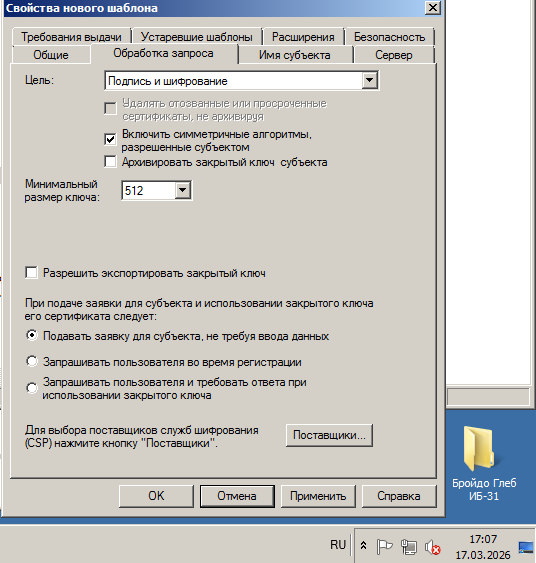 Свойства нового шаблона
Требования выдачи
Устаревшие шаблоны
Расширения
Безопасность
Общие
Обработка запроса
Имя субъекта
Сервер
Цель:
Подпись и шифрование
Удалять отозванные или просроченные
сертификаты, не архивируя
Включить симметричные алгоритмы,
разрешенные субъектом
Архивировать закрытый ключ субъекта
Минимальный
размер ключа:
512
Разрешить экспортировать закрытый ключ
При подаче заявки для субъекта и использовании закрытого ключа
его сертификата следует:
Подавать заявку для субъекта, не требуя ввода данных
Запрашивать пользователя во время регистрации
Запрашивать пользователя и требовать ответа при
использовании закрытого ключа
Для выбора поставщиков служб шифрования
(CSP) нажмите кнопку "Поставщики".
Поставщики...
ОК
Отмена
Применить
Справка
Бройдо Глеб
ИБ-31
RU
17:07
17.03.2026